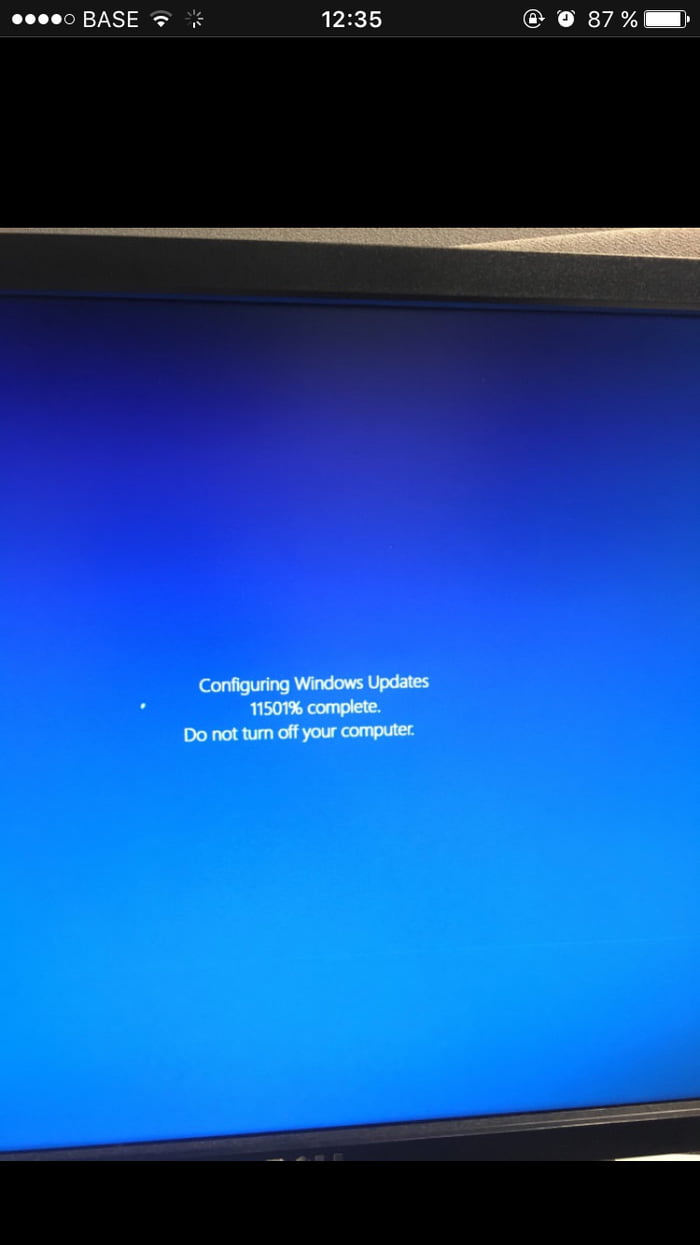 BASE 12:35 87 %
Configuring Windows Updates
11501% complete.
Do not turn off your computer.